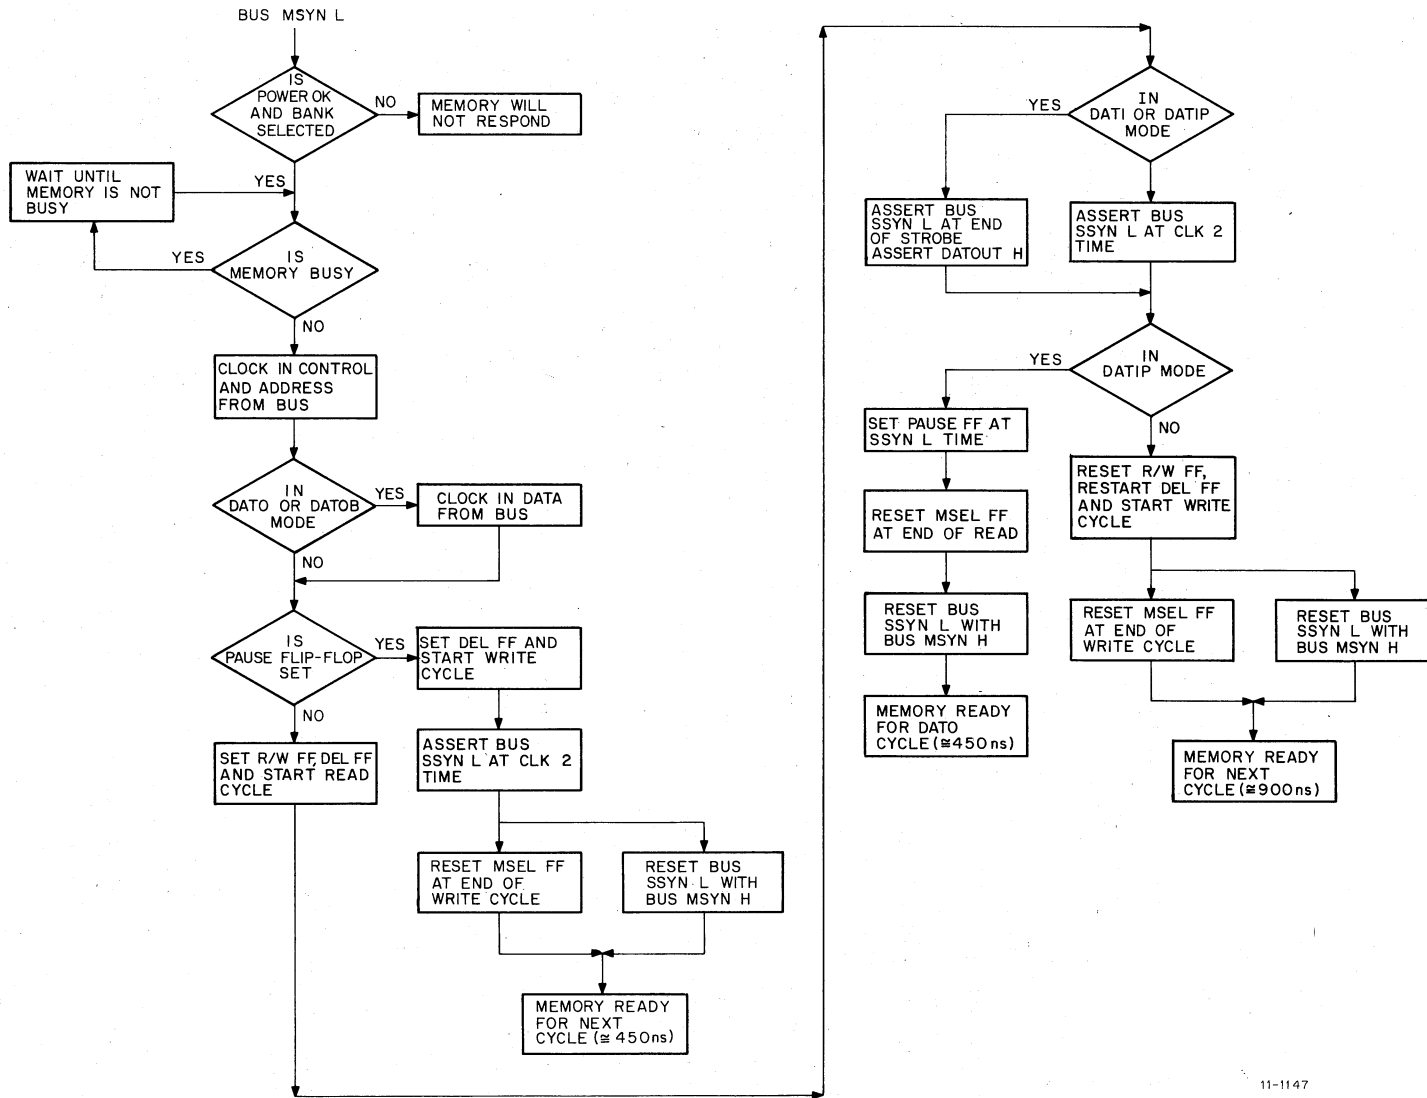 BUS MSYN L
IS
POWER OK
AND BANK
SELECTED
NO
MEMORY WILL
NOT RESPOND
YES
WAIT UNTIL
MEMORY IS NOT
BUSY
IS
MEMORY BUSY
YES
NO
CLOCK IN CONTROL
AND ADDRESS
FROM BUS
IN
DATO OR DATOB
MODE
YES
CLOCK IN DATA
FROM BUS
NO
IS
PAUSE FLIP-FLOP
SET
YES
SET DEL FF AND
START WRITE
CYCLE
NO
SET R/W FF, DEL FF
AND START READ
CYCLE
ASSERT BUS
SSYN L AT CLK 2
TIME
RESET MSEL FF
AT END OF
WRITE CYCLE
RESET BUS
SSYN L WITH
BUS MSYN H
MEMORY READY
FOR NEXT
CYCLE (≅ 450ns)
IN
DATI OR DATIP
MODE
YES
ASSERT BUS
SSYN L AT END
OF STROBE
ASSERT DATOUT H
ASSERT BUS
SSYN L AT CLK 2
TIME
IN
DATIP MODE
YES
NO
SET PAUSE FF AT
SSYN L TIME
RESET MSEL FF
AT END OF READ
RESET BUS
SSYN L WITH
BUS MSYN H
MEMORY READY
FOR DATO
CYCLE (≅450ns)
RESET R/W FF,
RESTART DEL FF
AND START WRITE
CYCLE
RESET MSEL FF
AT END OF
WRITE CYCLE
RESET BUS
SSYN L WITH
BUS MSYN H
MEMORY READY
FOR NEXT
CYCLE (≅900ns)
11-1147